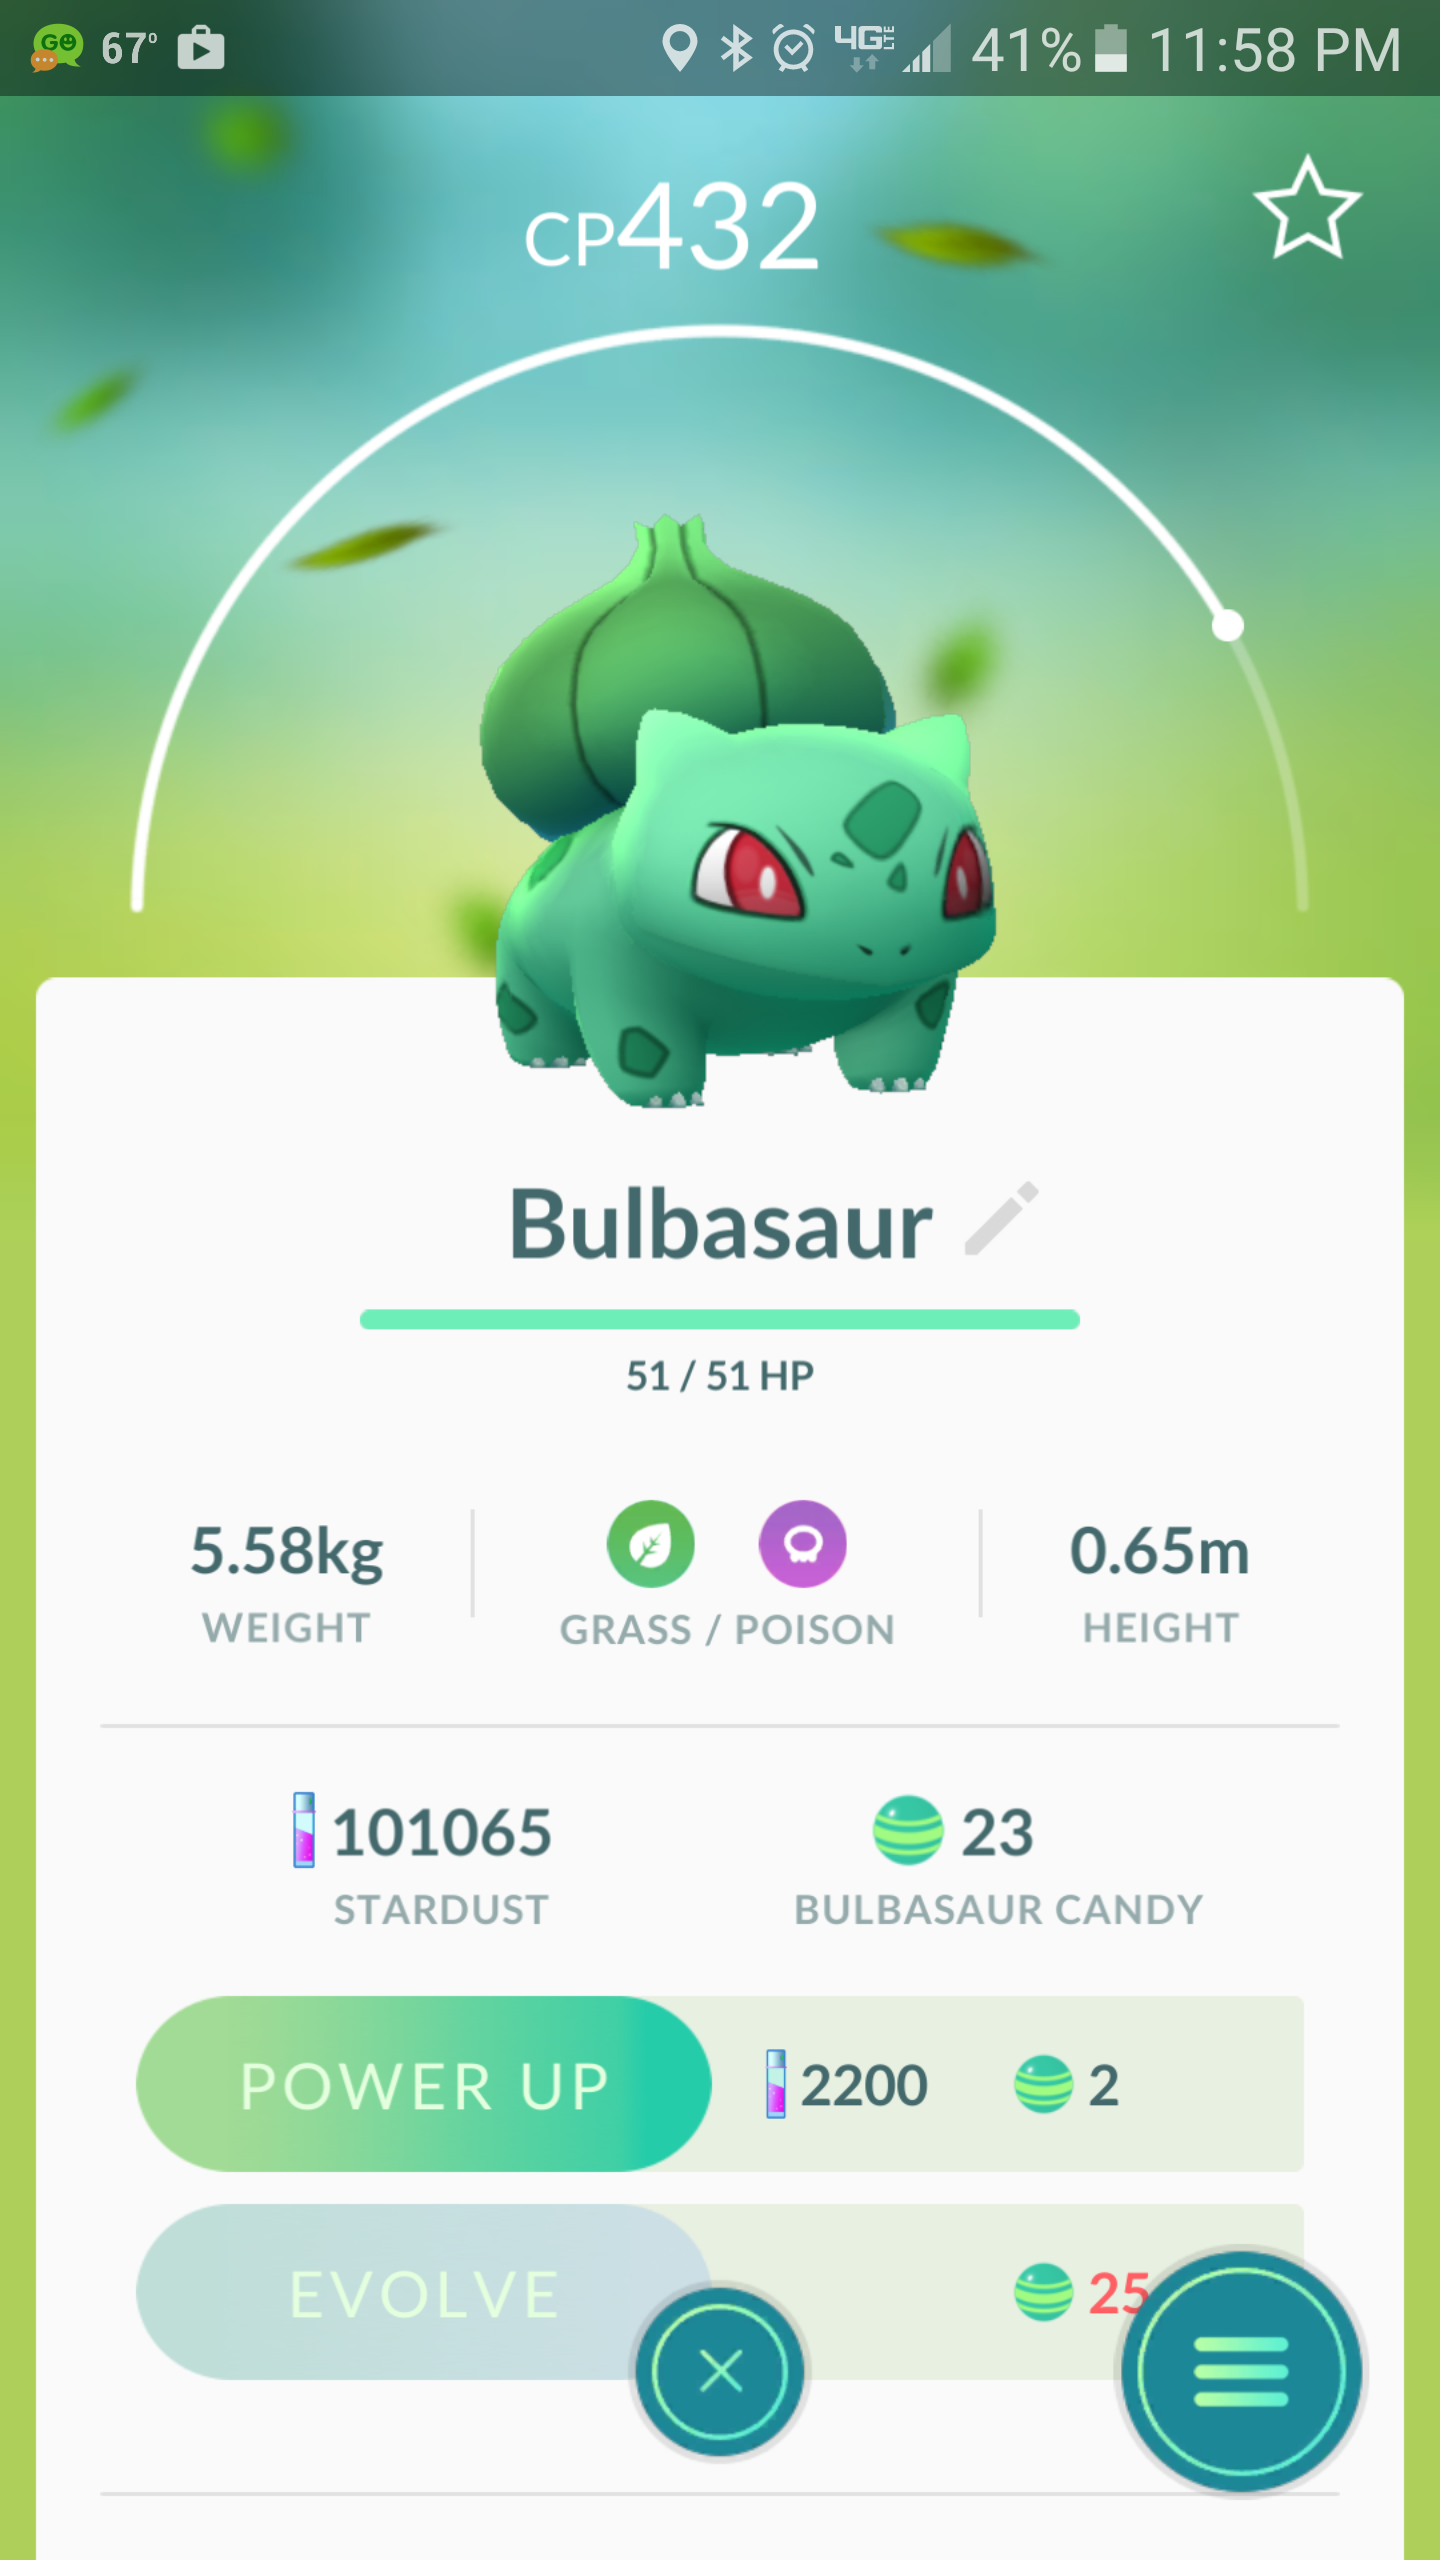 GO 67° 4G LTE 41% 11:58 PM
CP432
Bulbasaur
51 / 51 HP
5.58kg 0.65m
WEIGHT GRASS / POISON HEIGHT
101065 23
STARDUST BULBASAUR CANDY
POWER UP 2200 2
EVOLVE 25